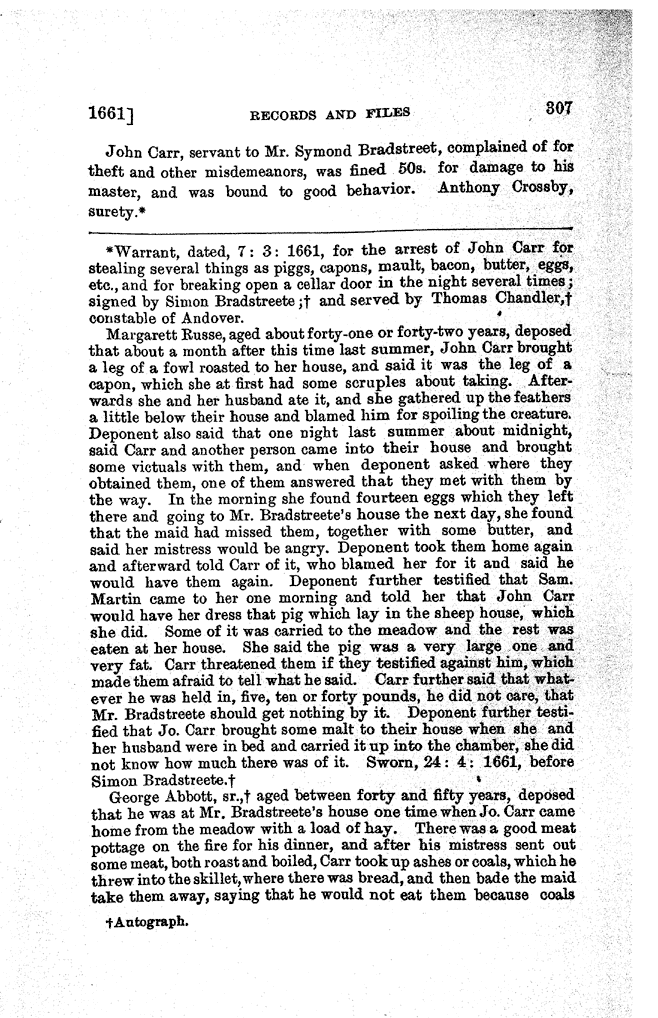 1661] RECORDS AND FILES 307
John Carr, servant to Mr. Symond Bradstreet, complained of for
theft and other misdemeanors, was fined 50s. for damage to his
master, and was bound to good behavior. Anthony Crossby,
surety.*
*Warrant, dated, 7: 3: 1661, for the arrest of John Carr for
stealing several things as piggs, capons, mault, bacon, butter, eggs,
etc., and for breaking open a cellar door in the night several times;
signed by Simon Bradstreete;† and served by Thomas Chandler,†
constable of Andover.
Margarett Russe, aged about forty-one or forty-two years, deposed
that about a month after this time last summer, John Carr brought
a leg of a fowl roasted to her house, and said it was the leg of a
capon, which she at first had some scruples about taking. After-
wards she and her husband ate it, and she gathered up the feathers
a little below their house and blamed him for spoiling the creature.
Deponent also said that one night last summer about midnight,
said Carr and another person came into their house and brought
some victuals with them, and when deponent asked where they
obtained them, one of them answered that they met with them by
the way. In the morning she found fourteen eggs which they left
there and going to Mr. Bradstreete's house the next day, she found
that the maid had missed them, together with some butter, and
said her mistress would be angry. Deponent took them home again
and afterward told Carr of it, who blamed her for it and said he
would have them again. Deponent further testified that Sam.
Martin came to her one morning and told her that John Carr
would have her dress that pig which lay in the sheep house, which
she did. Some of it was carried to the meadow and the rest was
eaten at her house. She said the pig was a very large one and
very fat. Carr threatened them if they testified against him, which
made them afraid to tell what he said. Carr further said that what-
ever he was held in, five, ten or forty pounds, he did not care, that
Mr. Bradstreete should get nothing by it. Deponent further testi-
fied that Jo. Carr brought some malt to their house when she and
her husband were in bed and carried it up into the chamber, she did
not know how much there was of it. Sworn, 24: 4: 1661, before
Simon Bradstreete.†
George Abbott, sr.,† aged between forty and fifty years, deposed
that he was at Mr. Bradstreete's house one time when Jo. Carr came
home from the meadow with a load of hay. There was a good meat
pottage on the fire for his dinner, and after his mistress sent out
some meat, both roast and boiled, Carr took up ashes or coals, which he
threw into the skillet, where there was bread, and then bade the maid
take them away, saying that he would not eat them because coals
†Autograph.